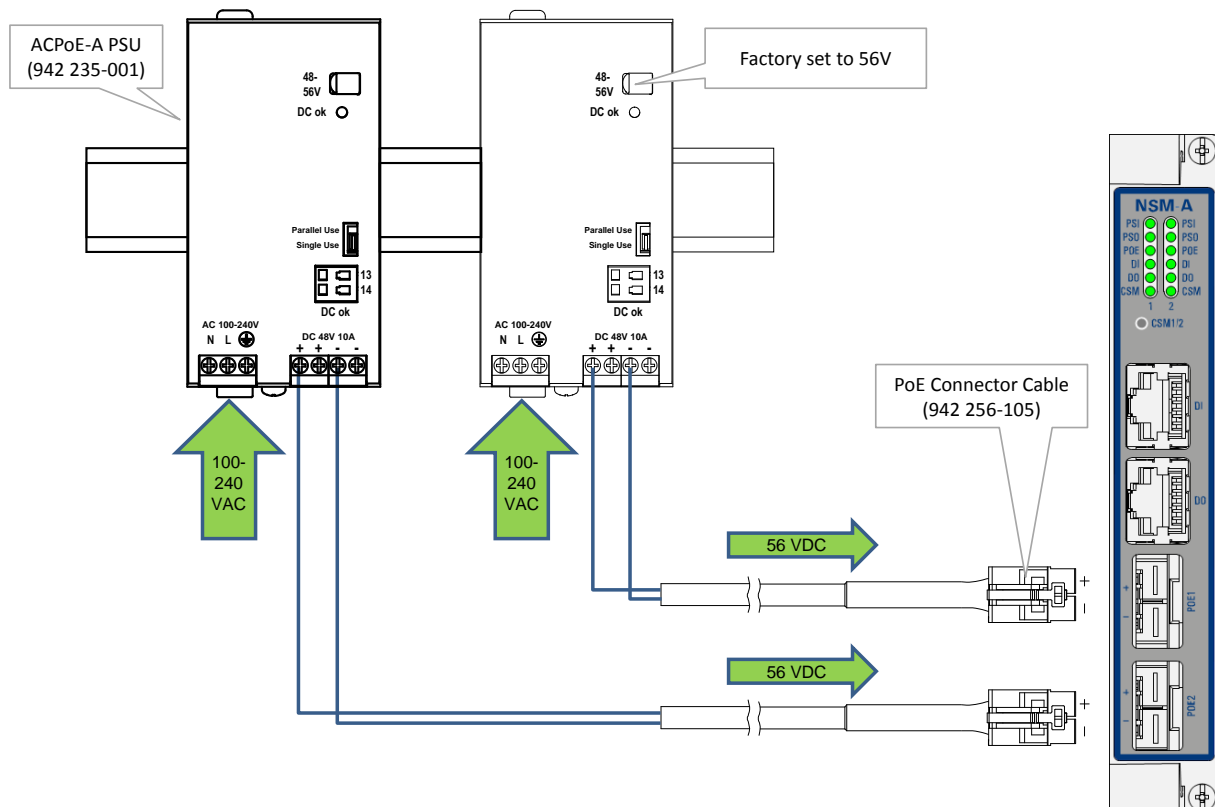 ACPoE-A PSU
(942 235-001)
48-
56V
DC ok
Parallel Use
Single Use
13
14
DC ok
AC 100-240V
N L
DC 48V 10A
+ + - -
100-
240
VAC
Factory set to 56V
48-
56V
DC ok
Parallel Use
Single Use
13
14
DC ok
AC 100-240V
N L
DC 48V 10A
+ + - -
100-
240
VAC
PoE Connector Cable
(942 256-105)
56 VDC
+
-
56 VDC
+
-
NSM-A
PSI PSI
PSO PSO
POE POE
DI DI
DO DO
CSM CSM
1 2
CSM1/2
DI
DO
+
-
POE1
+
-
POE2